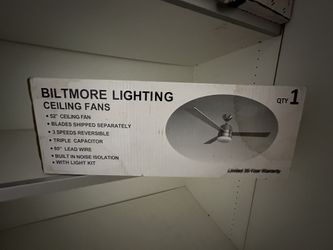 BILTMORE LIGHTING
CEILING FANS
• 52" CEILING FAN
• BLADES SHIPPED SEPARATELY
• 3 SPEEDS REVERSIBLE
• TRIPLE CAPACITOR
• 80" LEAD WIRE
• BUILT IN NOISE ISOLATION
• WITH LIGHT KIT
QTY 1
Limited 35-Year Warranty